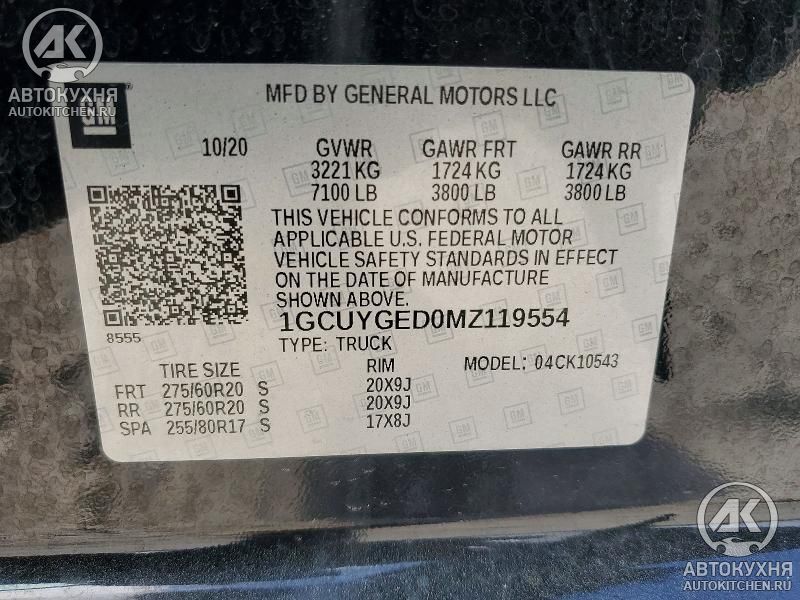 AK
АВТОКУХНЯ
AUTOKITCHEN.RU
GM
MFD BY GENERAL MOTORS LLC
10/20 GVWR GAWR FRT GAWR RR
3221 KG 1724 KG 1724 KG
7100 LB 3800 LB 3800 LB
THIS VEHICLE CONFORMS TO ALL
APPLICABLE U.S. FEDERAL MOTOR
VEHICLE SAFETY STANDARDS IN EFFECT
ON THE DATE OF MANUFACTURE
SHOWN ABOVE.
8555
1GCUYGED0MZ119554
TYPE: TRUCK MODEL: 04CK10543
TIRE SIZE RIM
FRT 275/60R20 S 20X9J
RR 275/60R20 S 20X9J
SPA 255/80R17 S 17X8J
AK
АВТОКУХНЯ
AUTOKITCHEN.RU